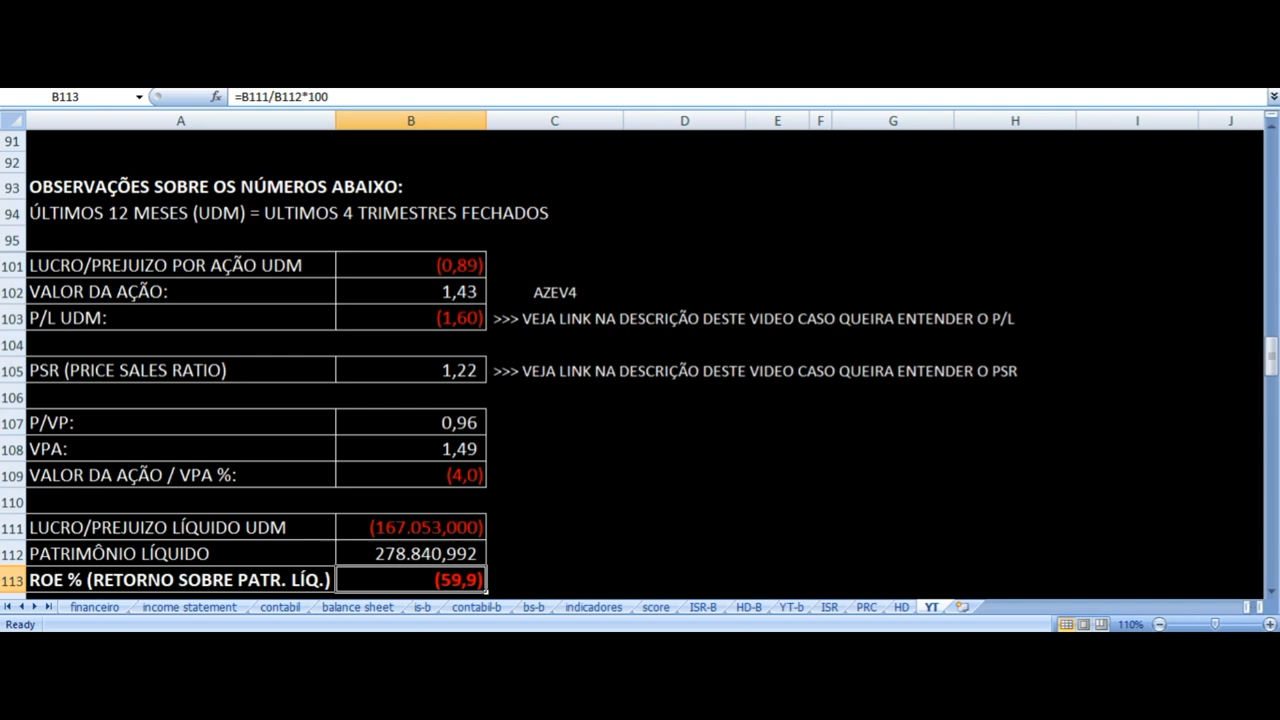 B113 fx =B111/B112*100
A B C D E F G H I J
91
92
93 OBSERVAÇÕES SOBRE OS NÚMEROS ABAIXO:
94 ÚLTIMOS 12 MESES (UDM) = ULTIMOS 4 TRIMESTRES FECHADOS
95
101 LUCRO/PREJUIZO POR AÇÃO UDM (0,89)
102 VALOR DA AÇÃO: 1,43 AZEV4
103 P/L UDM: (1,60) >>> VEJA LINK NA DESCRIÇÃO DESTE VIDEO CASO QUEIRA ENTENDER O P/L
104
105 PSR (PRICE SALES RATIO) 1,22 >>> VEJA LINK NA DESCRIÇÃO DESTE VIDEO CASO QUEIRA ENTENDER O PSR
106
107 P/VP: 0,96
108 VPA: 1,49
109 VALOR DA AÇÃO / VPA %: (4,0)
110
111 LUCRO/PREJUIZO LÍQUIDO UDM (167.053,000)
112 PATRIMÔNIO LÍQUIDO 278.840,992
113 ROE % (RETORNO SOBRE PATR. LÍQ.) (59,9)
financeiro income statement contabil balance sheet is-b contabil-b bs-b indicadores score ISR-B HD-B YT-b ISR PRC HD YT
Ready 110%